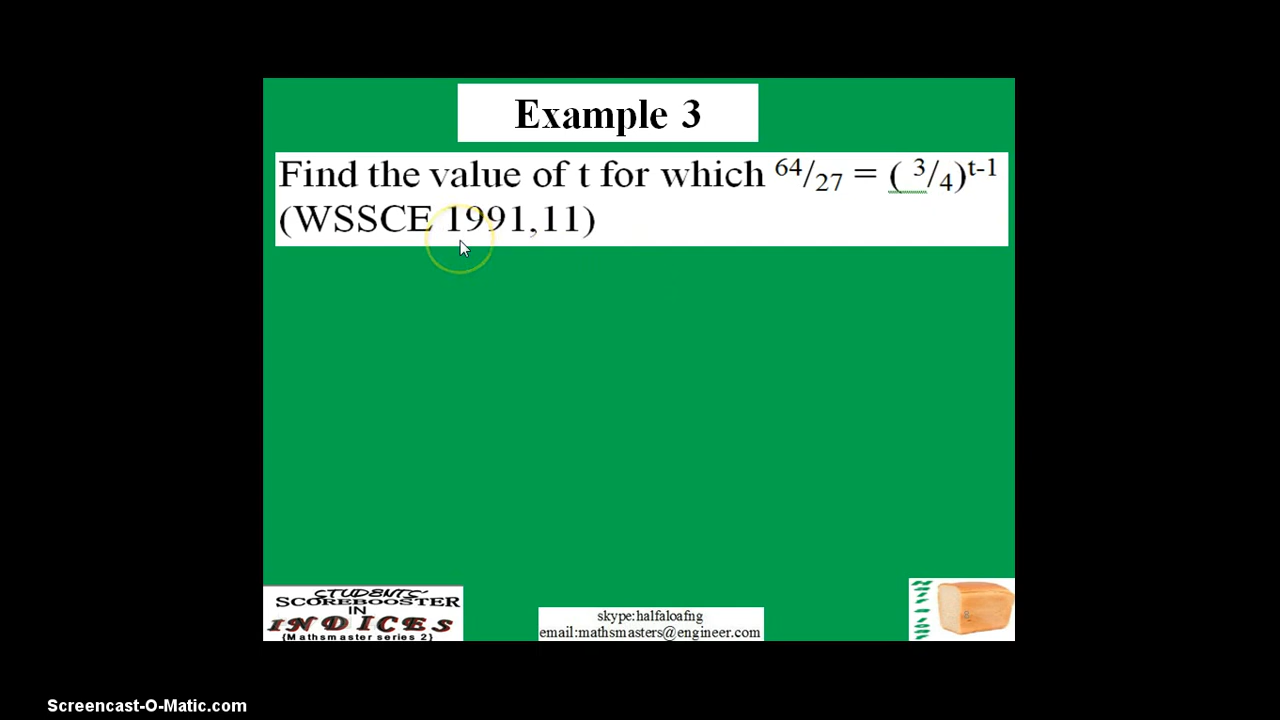 Example 3
Find the value of t for which ⁶⁴/₂₇ = ( ³/₄)ᵗ⁻¹
(WSSCE 1991,11)
STUDENTS
SCOREBOOSTER
IN
INDICES
{Mathsmaster series 2}
skype:halfaloafng
email:mathsmasters@engineer.com
Screencast-O-Matic.com